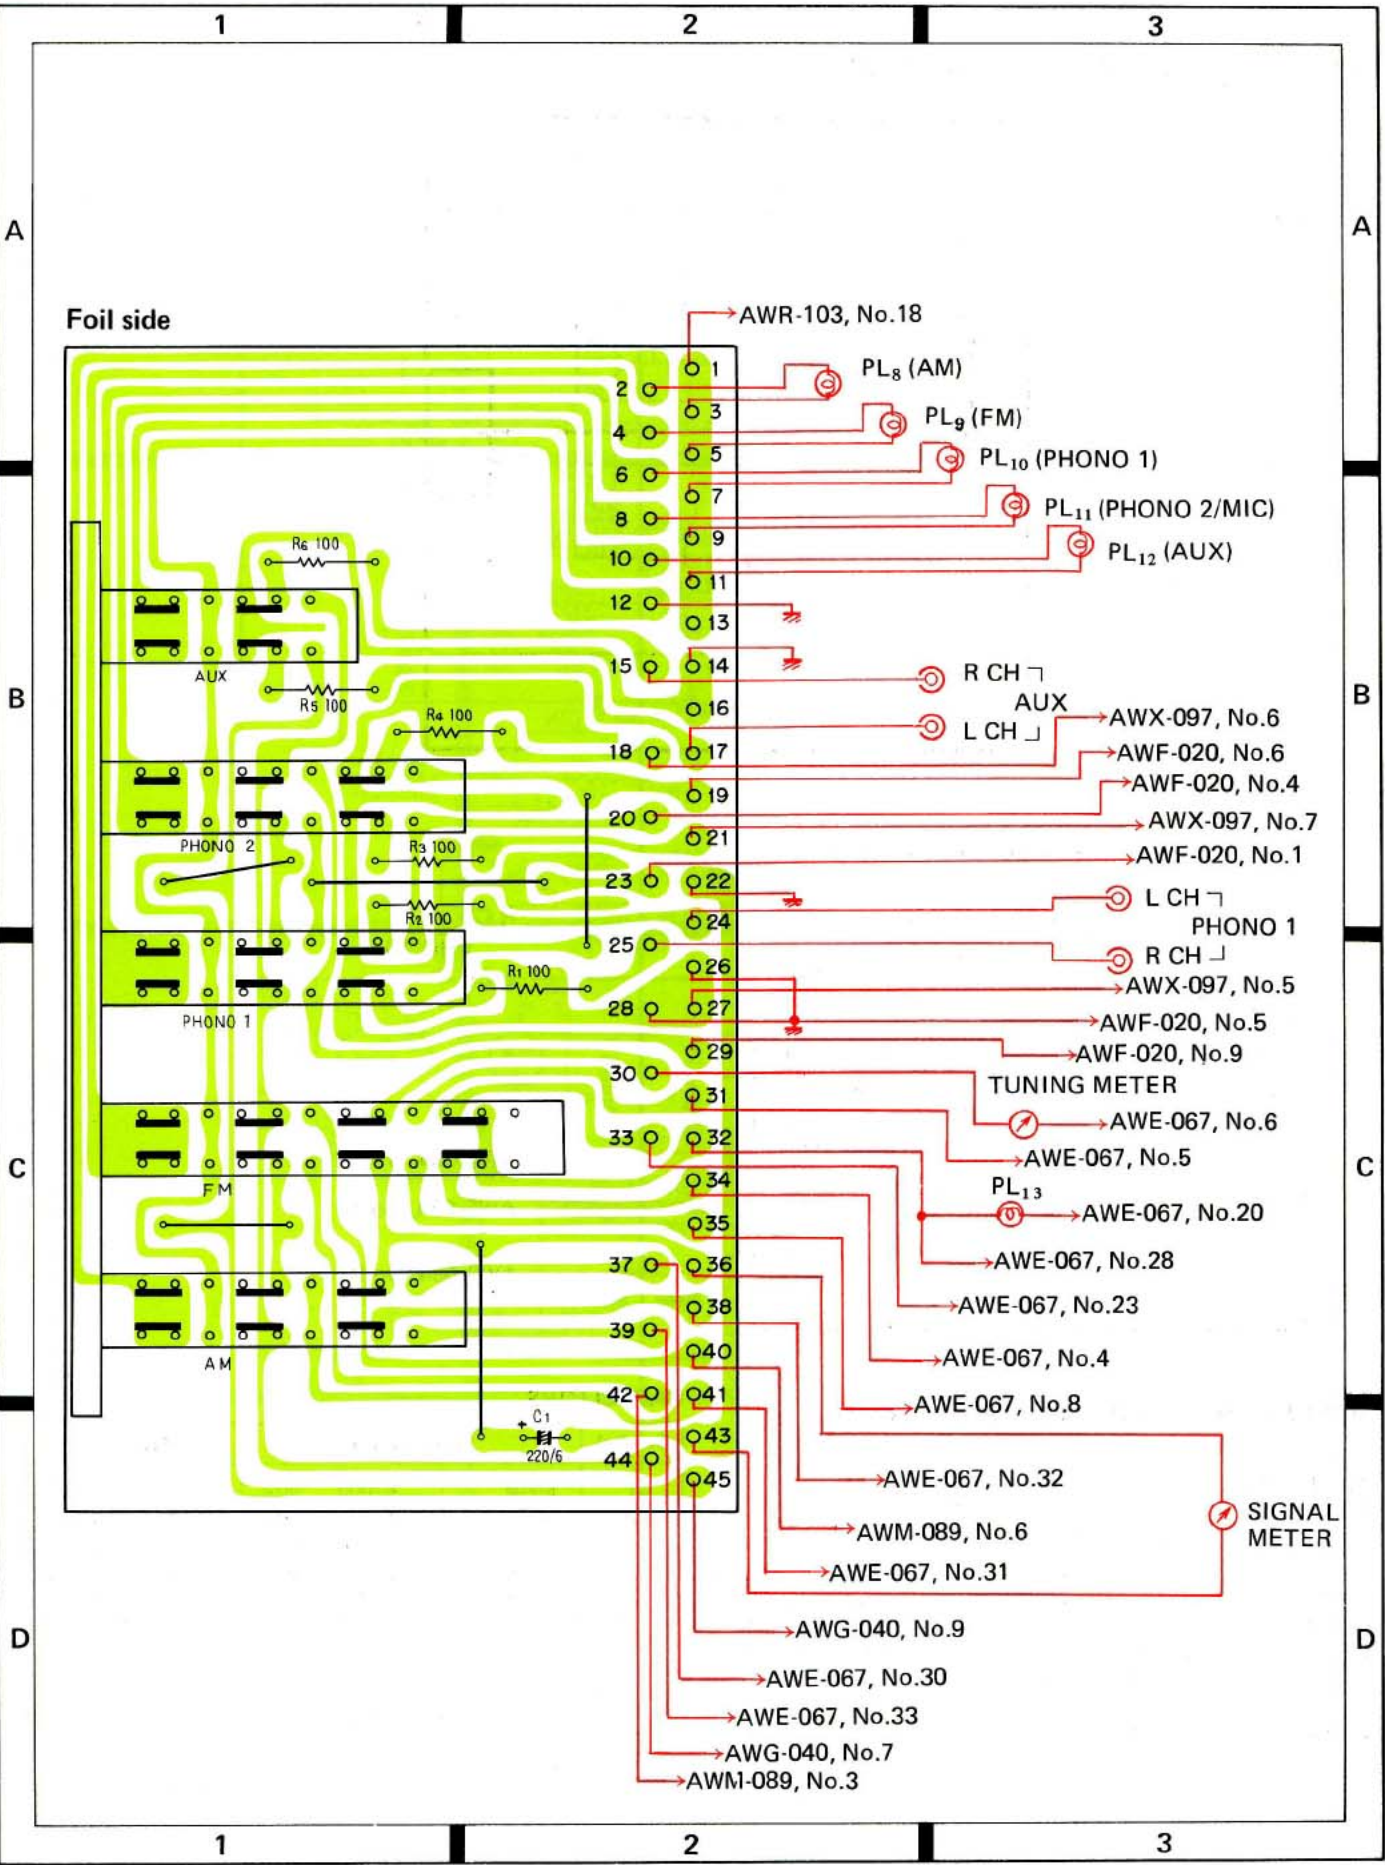 1 2 3
A A
Foil side
AWR-103, No.18
1
PL8 (AM)
2
3
PL9 (FM)
4
5
PL10 (PHONO 1)
6
7
PL11 (PHONO 2/MIC)
8
9
R6 100
PL12 (AUX)
10
11
12
13
15 14
R CH
AUX
AUX
B B
R5 100
16
R4 100
AWX-097, No.6
L CH
18 17
AWF-020, No.6
AWF-020, No.4
19
20
AWX-097, No.7
21
PHONO 2
R3 100
AWF-020, No.1
23 22
L CH
R2 100
24
PHONO 1
25
R CH
26
R1 100
AWX-097, No.5
28 27
PHONO 1
AWF-020, No.5
29
AWF-020, No.9
30
TUNING METER
31
AWE-067, No.6
33 32
AWE-067, No.5
C C
34
FM
PL13
AWE-067, No.20
35
37 36
AWE-067, No.28
38
AWE-067, No.23
39
40
AM
AWE-067, No.4
42 41
AWE-067, No.8
+ C1
43
220/6
44
45
AWE-067, No.32
SIGNAL
METER
AWM-089, No.6
AWE-067, No.31
AWG-040, No.9
D D
AWE-067, No.30
AWE-067, No.33
AWG-040, No.7
AWM-089, No.3
1 2 3